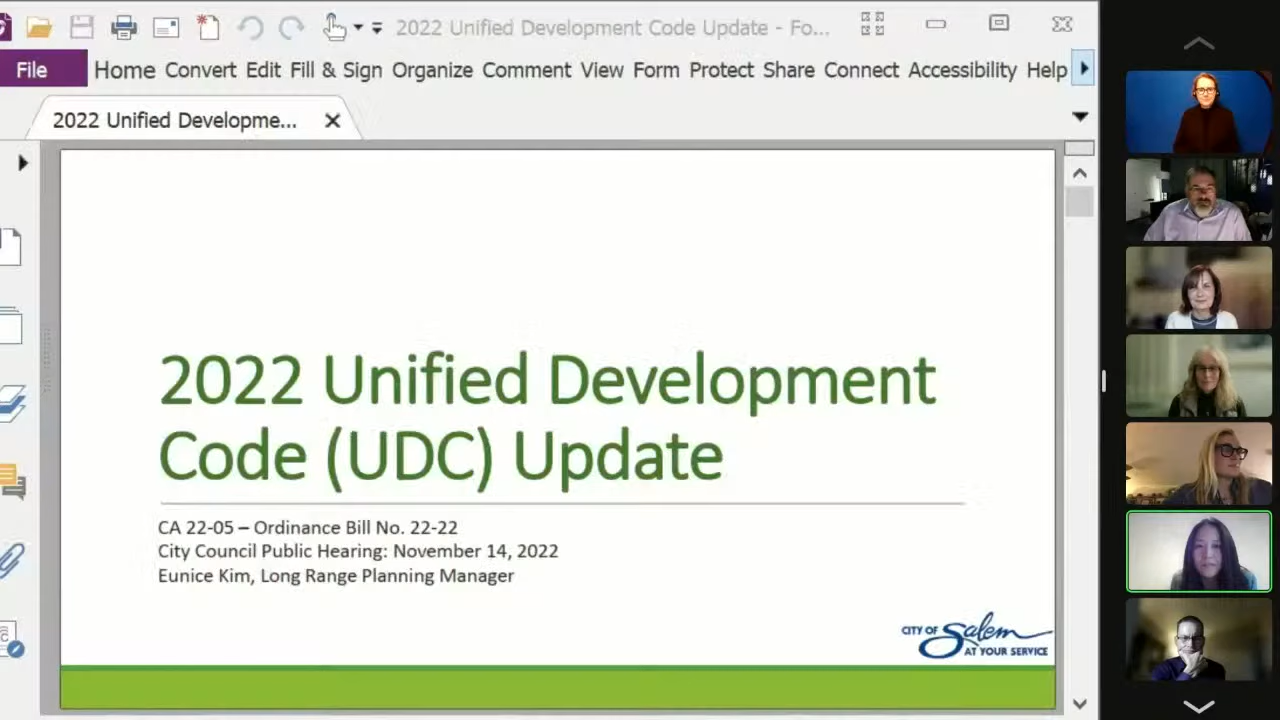 2022 Unified Development Code Update - Fo...
File Home Convert Edit Fill & Sign Organize Comment View Form Protect Share Connect Accessibility Help
2022 Unified Developme...
2022 Unified Development
Code (UDC) Update
CA 22-05 – Ordinance Bill No. 22-22
City Council Public Hearing: November 14, 2022
Eunice Kim, Long Range Planning Manager
CITY OF Salem
AT YOUR SERVICE